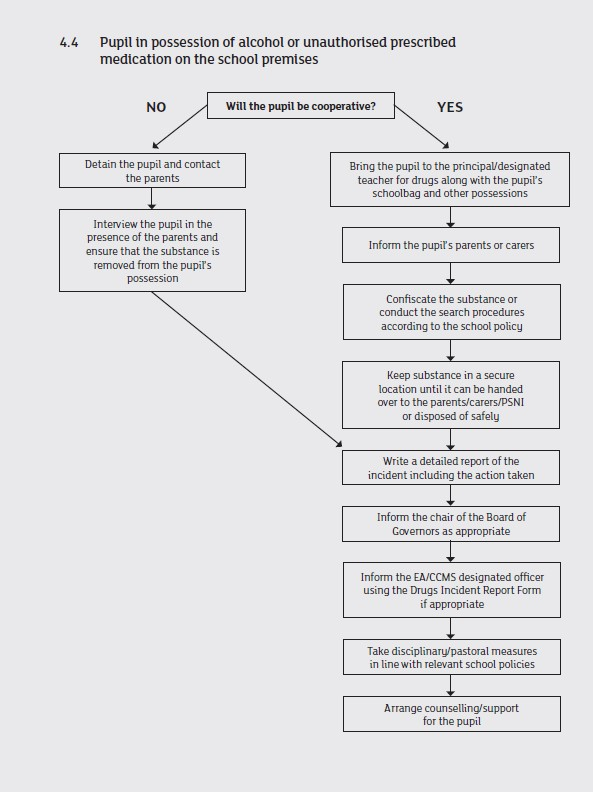 4.4 Pupil in possession of alcohol or unauthorised prescribed
medication on the school premises
Will the pupil be cooperative?
NO
YES
Detain the pupil and contact
the parents
Interview the pupil in the
presence of the parents and
ensure that the substance is
removed from the pupil's
possession
Bring the pupil to the principal/designated
teacher for drugs along with the pupil's
schoolbag and other possessions
Inform the pupil's parents or carers
Confiscate the substance or
conduct the search procedures
according to the school policy
Keep substance in a secure
location until it can be handed
over to the parents/carers/PSNI
or disposed of safely
Write a detailed report of the
incident including the action taken
Inform the chair of the Board of
Governors as appropriate
Inform the EA/CCMS designated officer
using the Drugs Incident Report Form
if appropriate
Take disciplinary/pastoral measures
in line with relevant school policies
Arrange counselling/support
for the pupil